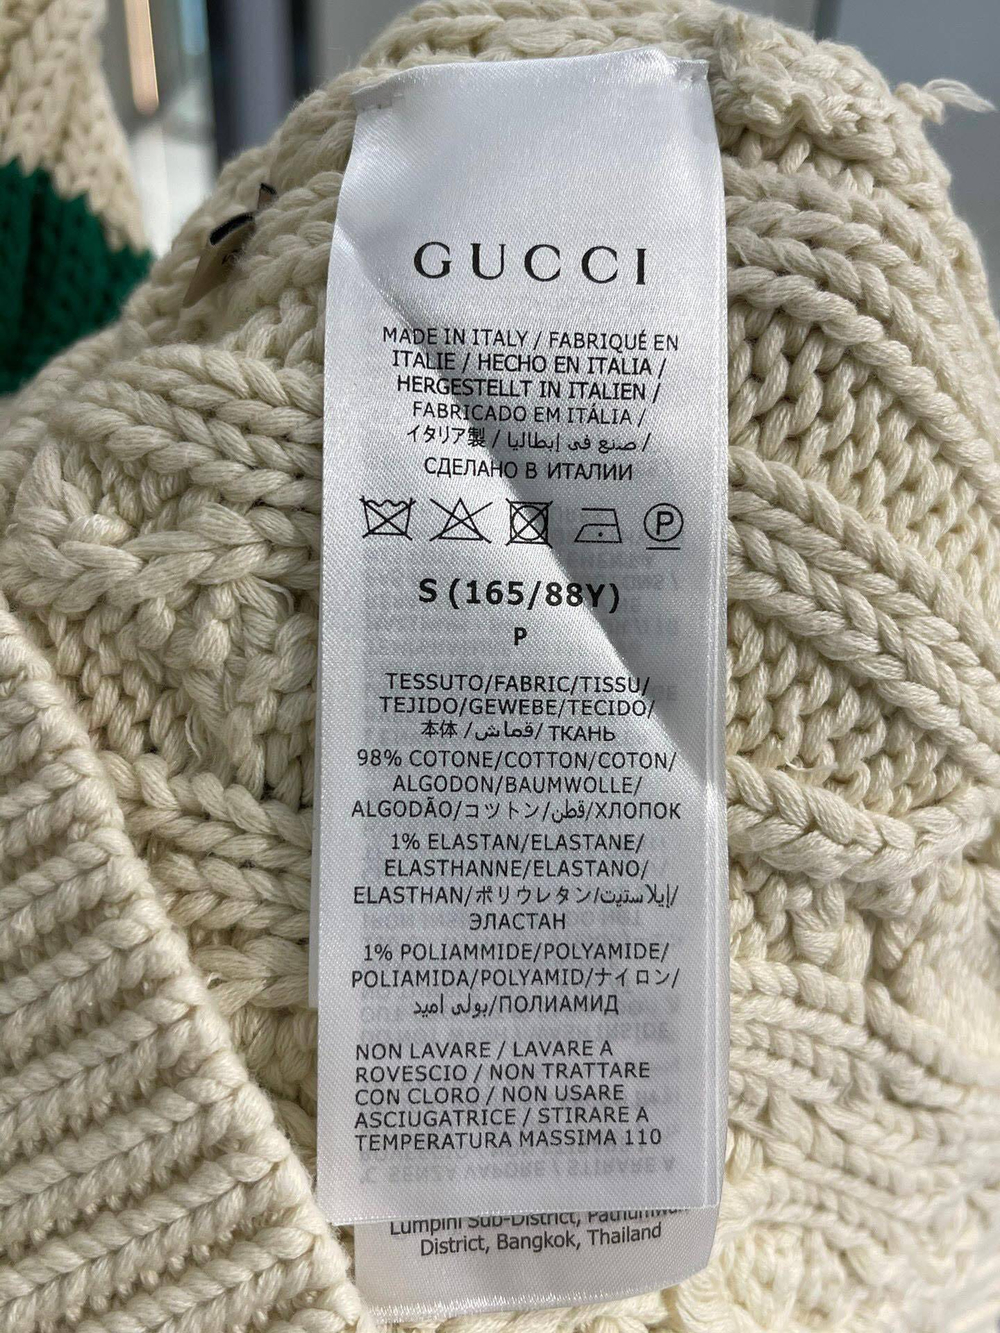 GUCCI
MADE IN ITALY / FABRIQUÉ EN
ITALIE / HECHO EN ITALIA /
HERGESTELLT IN ITALIEN /
FABRICADO EM ITÁLIA /
イタリア製 / صنع فى إيطاليا /
СДЕЛАНО В ИТАЛИИ
P
S (165/88Y)
P
TESSUTO/FABRIC/TISSU/
TEJIDO/GEWEBE/TECIDO/
本体 /قماش/ ТКАНЬ
98% COTONE/COTTON/COTON/
ALGODON/BAUMWOLLE/
ALGODÃO/コットン/قطن/ХЛОПОК
1% ELASTAN/ELASTANE/
ELASTHANNE/ELASTANO/
ELASTHAN/ポリウレタン/إيلاستيت/
ЭЛАСТАН
1% POLIAMMIDE/POLYAMIDE/
POLIAMIDA/POLYAMID/ナイロン/
بولى اميد/ПОЛИАМИД
NON LAVARE / LAVARE A
ROVESCIO / NON TRATTARE
CON CLORO / NON USARE
ASCIUGATRICE / STIRARE A
TEMPERATURA MASSIMA 110
Lumpini Sub-District,
District, Bangkok, Thailand